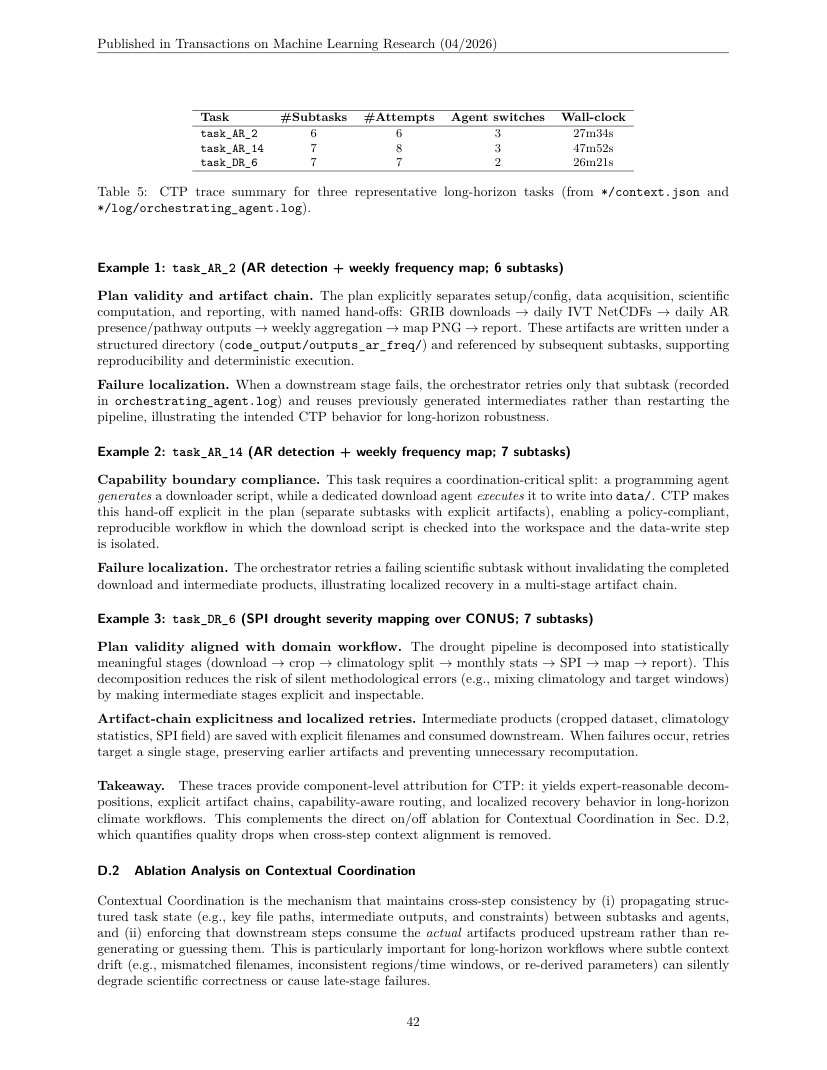 Published in Transactions on Machine Learning Research (04/2026)
Task #Subtasks #Attempts Agent switches Wall-clock
task_AR_2 6 6 3 27m34s
task_AR_14 7 8 3 47m52s
task_DR_6 7 7 2 26m21s
Table 5: CTP trace summary for three representative long-horizon tasks (from */context.json and
*/log/orchestrating_agent.log).
Example 1: task_AR_2 (AR detection + weekly frequency map; 6 subtasks)
Plan validity and artifact chain. The plan explicitly separates setup/config, data acquisition, scientific
computation, and reporting, with named hand-offs: GRIB downloads → daily IVT NetCDFs → daily AR
presence/pathway outputs → weekly aggregation → map PNG → report. These artifacts are written under a
structured directory (code_output/outputs_ar_freq/) and referenced by subsequent subtasks, supporting
reproducibility and deterministic execution.
Failure localization. When a downstream stage fails, the orchestrator retries only that subtask (recorded
in orchestrating_agent.log) and reuses previously generated intermediates rather than restarting the
pipeline, illustrating the intended CTP behavior for long-horizon robustness.
Example 2: task_AR_14 (AR detection + weekly frequency map; 7 subtasks)
Capability boundary compliance. This task requires a coordination-critical split: a programming agent
generates a downloader script, while a dedicated download agent executes it to write into data/. CTP makes
this hand-off explicit in the plan (separate subtasks with explicit artifacts), enabling a policy-compliant,
reproducible workflow in which the download script is checked into the workspace and the data-write step
is isolated.
Failure localization. The orchestrator retries a failing scientific subtask without invalidating the completed
download and intermediate products, illustrating localized recovery in a multi-stage artifact chain.
Example 3: task_DR_6 (SPI drought severity mapping over CONUS; 7 subtasks)
Plan validity aligned with domain workflow. The drought pipeline is decomposed into statistically
meaningful stages (download → crop → climatology split → monthly stats → SPI → map → report). This
decomposition reduces the risk of silent methodological errors (e.g., mixing climatology and target windows)
by making intermediate stages explicit and inspectable.
Artifact-chain explicitness and localized retries. Intermediate products (cropped dataset, climatology
statistics, SPI field) are saved with explicit filenames and consumed downstream. When failures occur, retries
target a single stage, preserving earlier artifacts and preventing unnecessary recomputation.
Takeaway. These traces provide component-level attribution for CTP: it yields expert-reasonable decom-
positions, explicit artifact chains, capability-aware routing, and localized recovery behavior in long-horizon
climate workflows. This complements the direct on/off ablation for Contextual Coordination in Sec. D.2,
which quantifies quality drops when cross-step context alignment is removed.
D.2 Ablation Analysis on Contextual Coordination
Contextual Coordination is the mechanism that maintains cross-step consistency by (i) propagating struc-
tured task state (e.g., key file paths, intermediate outputs, and constraints) between subtasks and agents,
and (ii) enforcing that downstream steps consume the actual artifacts produced upstream rather than re-
generating or guessing them. This is particularly important for long-horizon workflows where subtle context
drift (e.g., mismatched filenames, inconsistent regions/time windows, or re-derived parameters) can silently
degrade scientific correctness or cause late-stage failures.
42